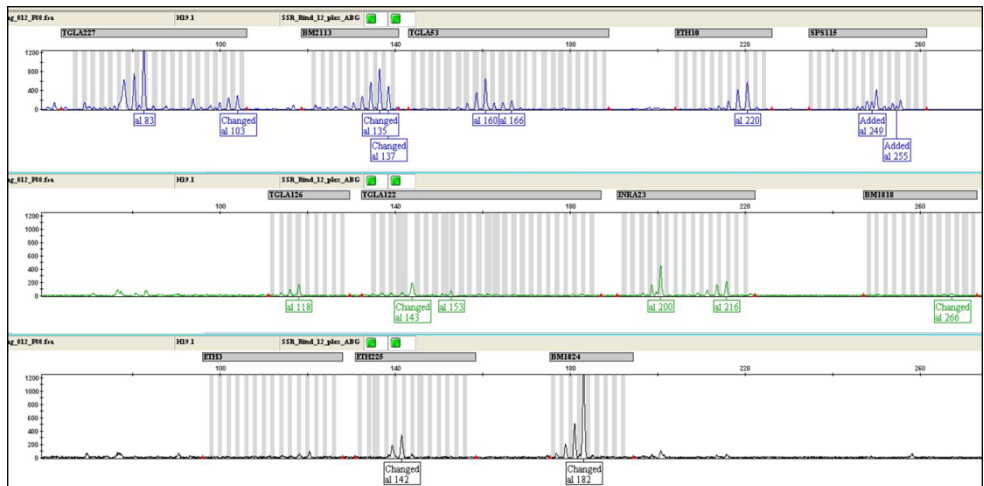 ag_012_F08.fsa H19.1 SSR_Rind_12_plex_ABG
TGLA227 BM2113 TGLA53 ETH10 SPS115
100 140 180 220 260
1200
800
400
0
al 83 al 103 Changed al 135 al 160 al 166 al 220 Added al 249
Changed al 137 Added al 255
ag_012_F08.fsa H19.1 SSR_Rind_12_plex_ABG
TGLA126 TGLA122 INRA23 BM1818
100 140 180 220 260
1200
1000
800
600
400
200
0
al 118 Changed al 143 al 153 al 200 al 216 Changed al 266
ag_012_F08.fsa H19.1 SSR_Rind_12_plex_ABG
ETH3 ETH225 BM1824
100 140 180 220 260
1200
1000
800
600
400
200
0
Changed al 142 Changed al 182